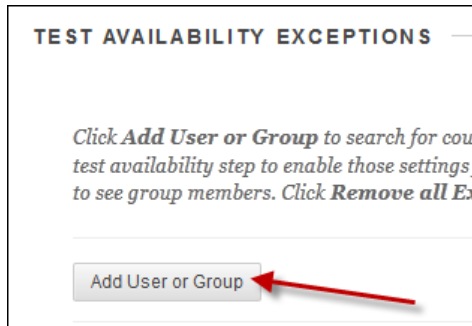 TEST AVAILABILITY EXCEPTIONS
Click Add User or Group to search for cou
test availability step to enable those settings
to see group members. Click Remove all Ex
Add User or Group